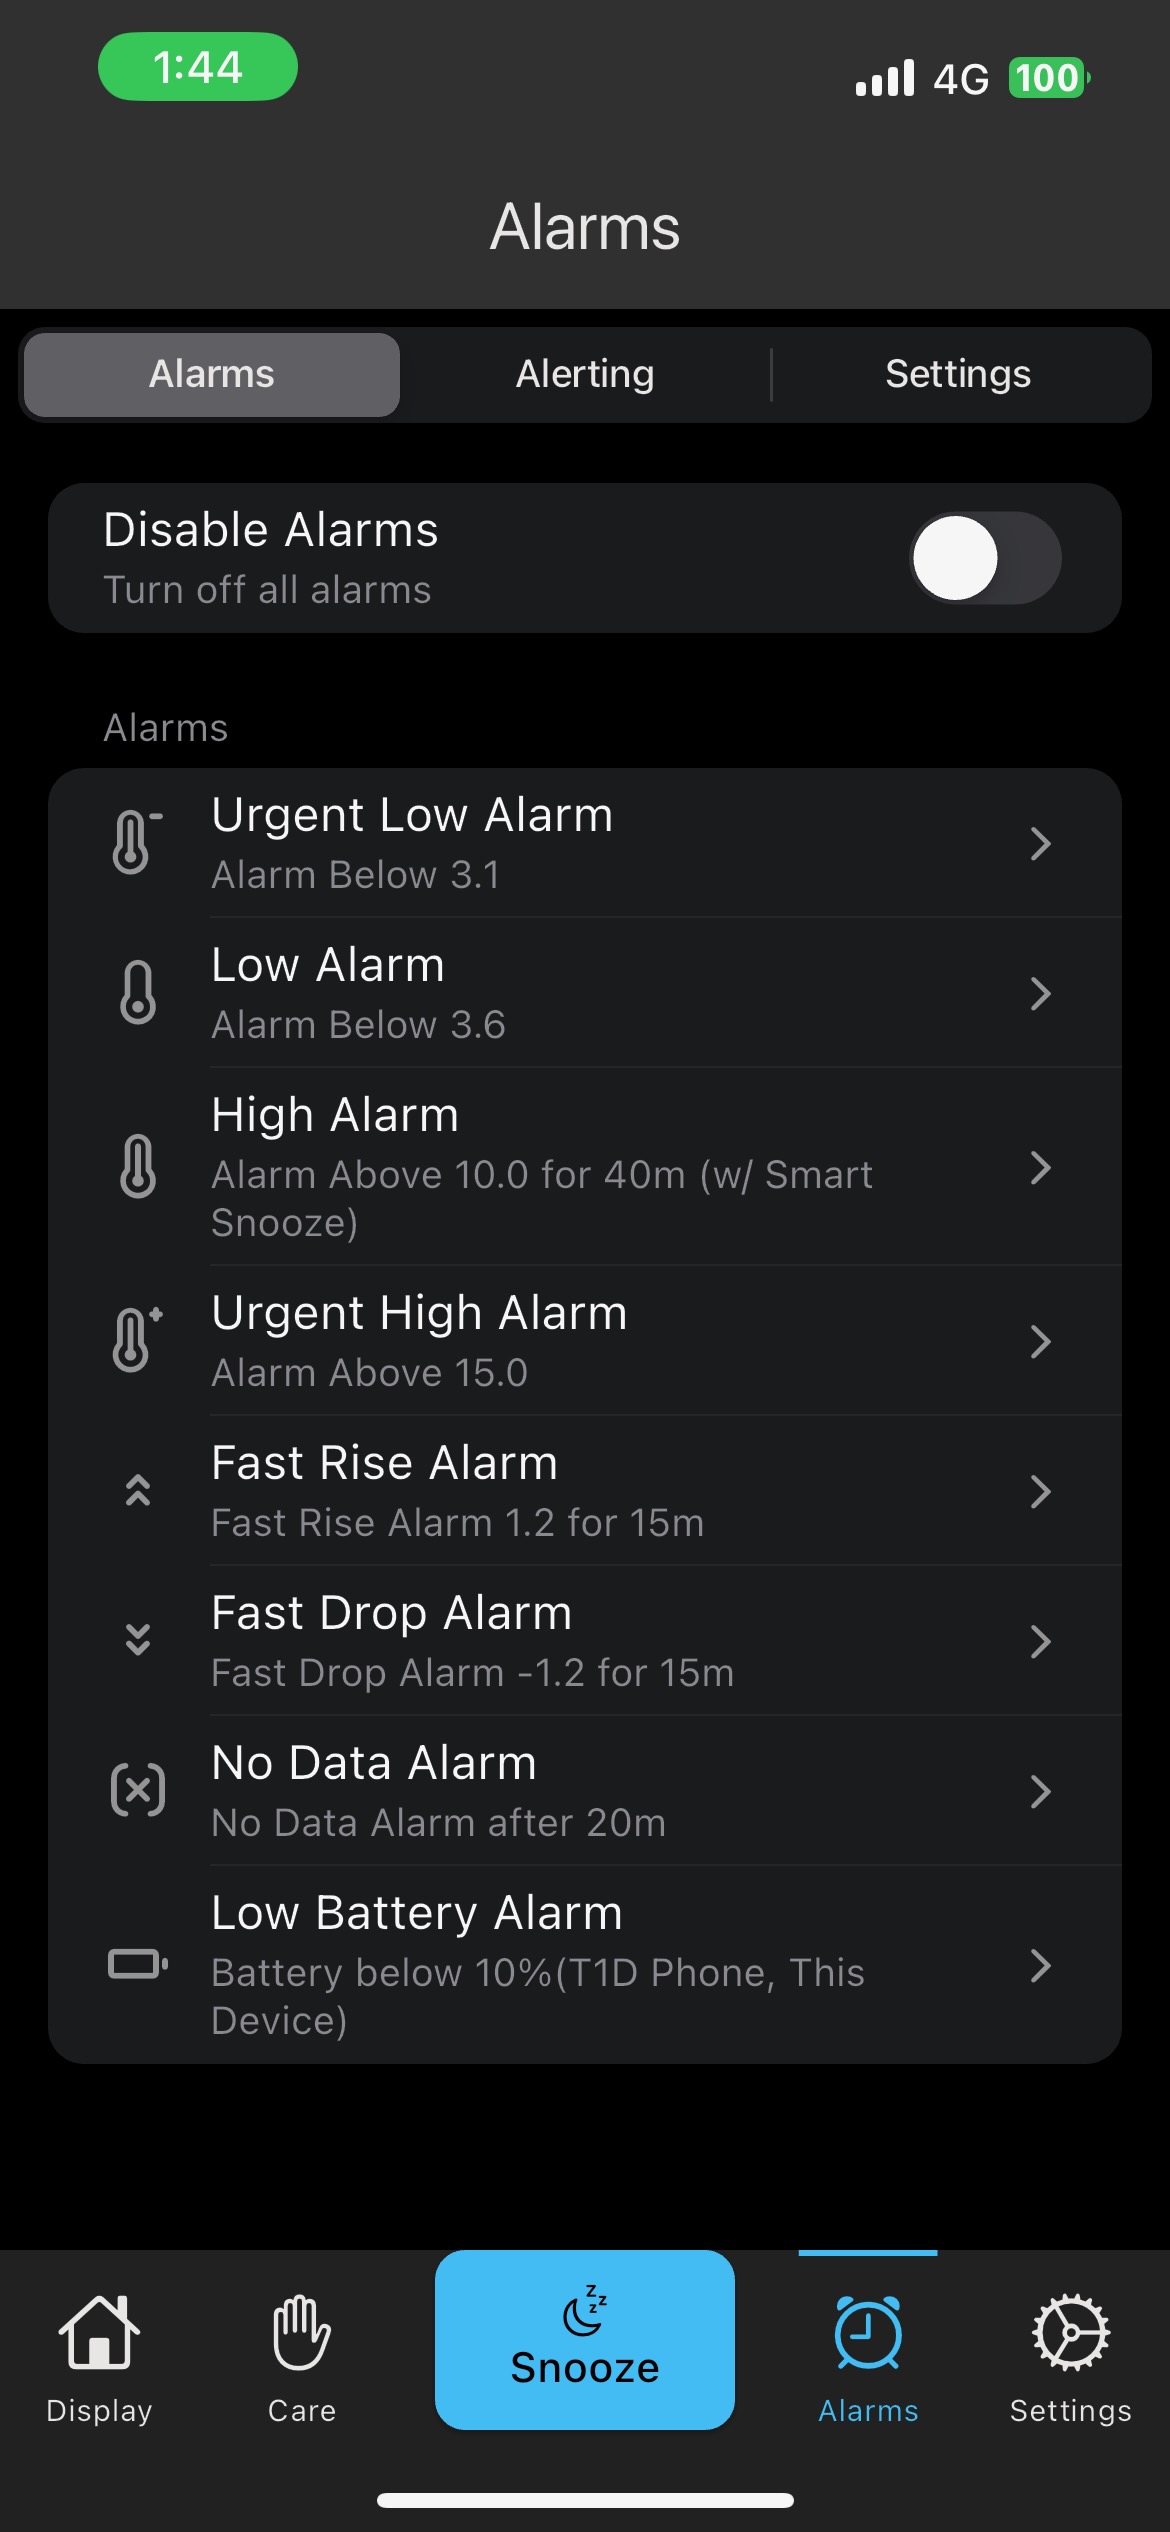 1:44
4G
100
Alarms
Alarms
Alerting
Settings
Disable Alarms
Turn off all alarms
Alarms
Urgent Low Alarm
Alarm Below 3.1
Low Alarm
Alarm Below 3.6
High Alarm
Alarm Above 10.0 for 40m (w/ Smart
Snooze)
Urgent High Alarm
Alarm Above 15.0
Fast Rise Alarm
Fast Rise Alarm 1.2 for 15m
Fast Drop Alarm
Fast Drop Alarm -1.2 for 15m
No Data Alarm
No Data Alarm after 20m
Low Battery Alarm
Battery below 10%(T1D Phone, This
Device)
z z z
Display
Care
Snooze
Alarms
Settings